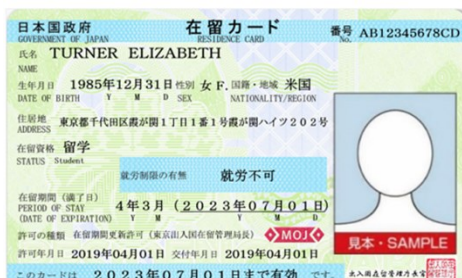 日本国政府 在留カード 番号 AB12345678CD
GOVERNMENT OF JAPAN RESIDENCE CARD No.
氏名 TURNER ELIZABETH
NAME
生年月日 1985年12月31日 性別 女 F. 国籍・地域 米国
DATE OF BIRTH Y M D SEX NATIONALITY/REGION
住居地 東京都千代田区霞が関1丁目1番1号霞が関ハイツ202号
ADDRESS
在留資格 留学
STATUS Student
就労制限の有無 就労不可
在留期間(満了日) 4年3月(2023年07月01日)
PERIOD OF STAY
(DATE OF EXPIRATION) Y M Y M D
許可の種類 在留期間更新許可(東京出入国在留管理局長) MOJ
許可年月日 2019年04月01日 交付年月日 2019年04月01日
見本・SAMPLE
このカードは 2023年07月01日まで有効 です。
出入国在留管理庁長官